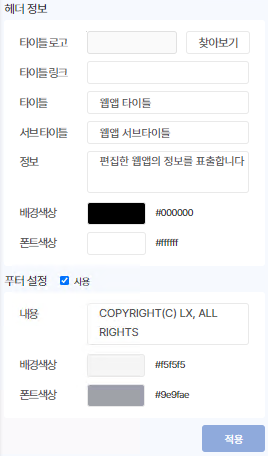 헤더 정보
타이틀로고 찾아보기
타이틀링크
타이틀 웹앱 타이틀
서브타이틀 웹앱 서브타이틀
정보 편집한 웹앱의 정보를 표출합니다
배경색상 #000000
폰트색상 #ffffff
푸터 설정 사용
내용 COPYRIGHT(C) LX, ALL
RIGHTS
배경색상 #f5f5f5
폰트색상 #9e9fae
적용